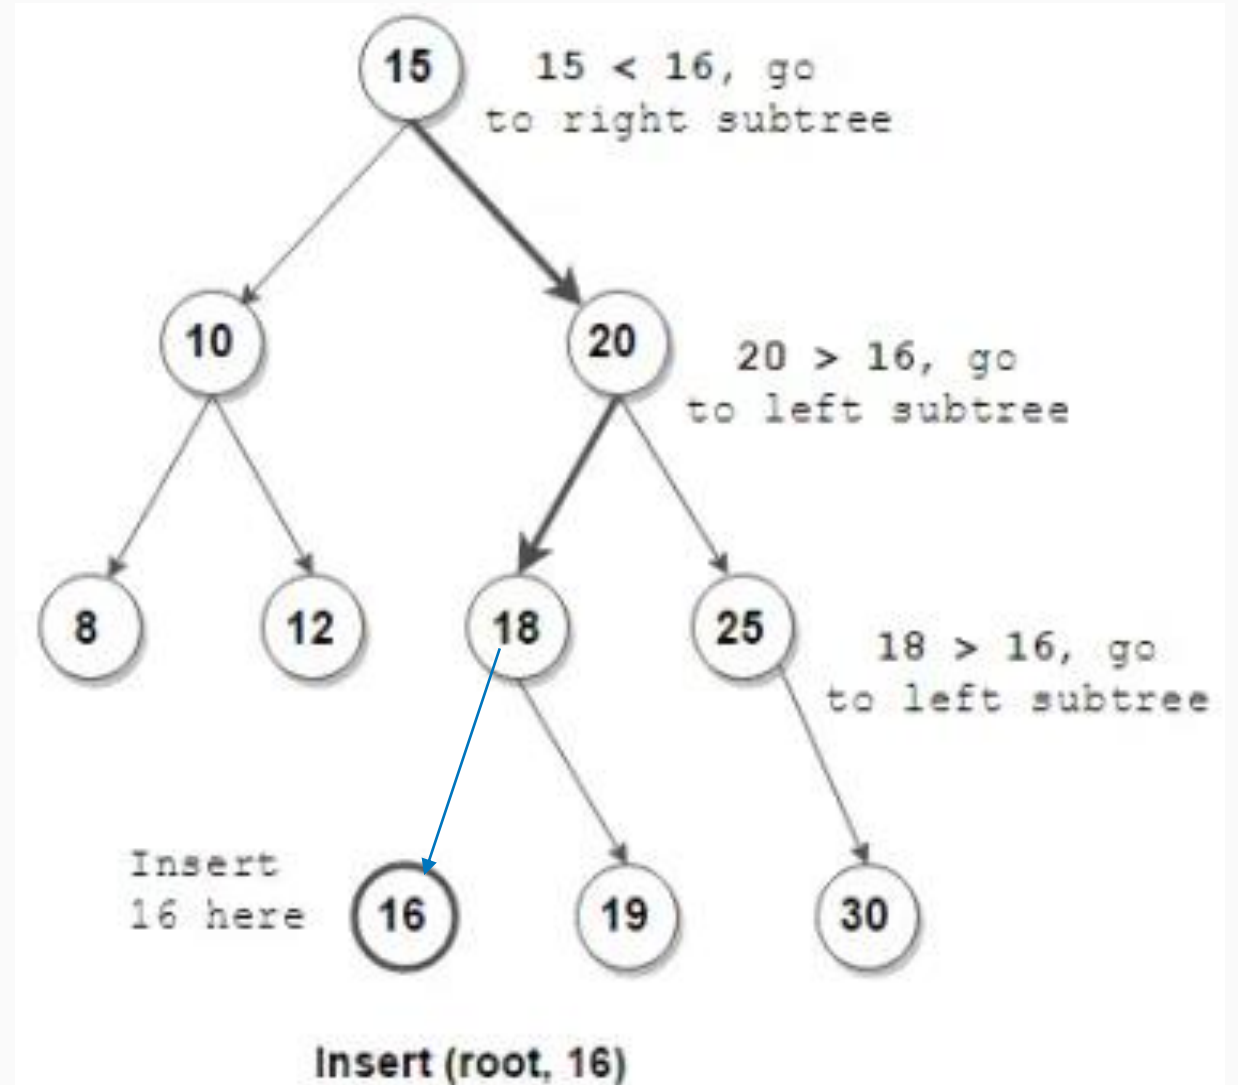 15
15 < 16, go
to right subtree
10
20
20 > 16, go
to left subtree
8
12
18
25
18 > 16, go
to left subtree
Insert
16 here
16
19
30
Insert (root, 16)